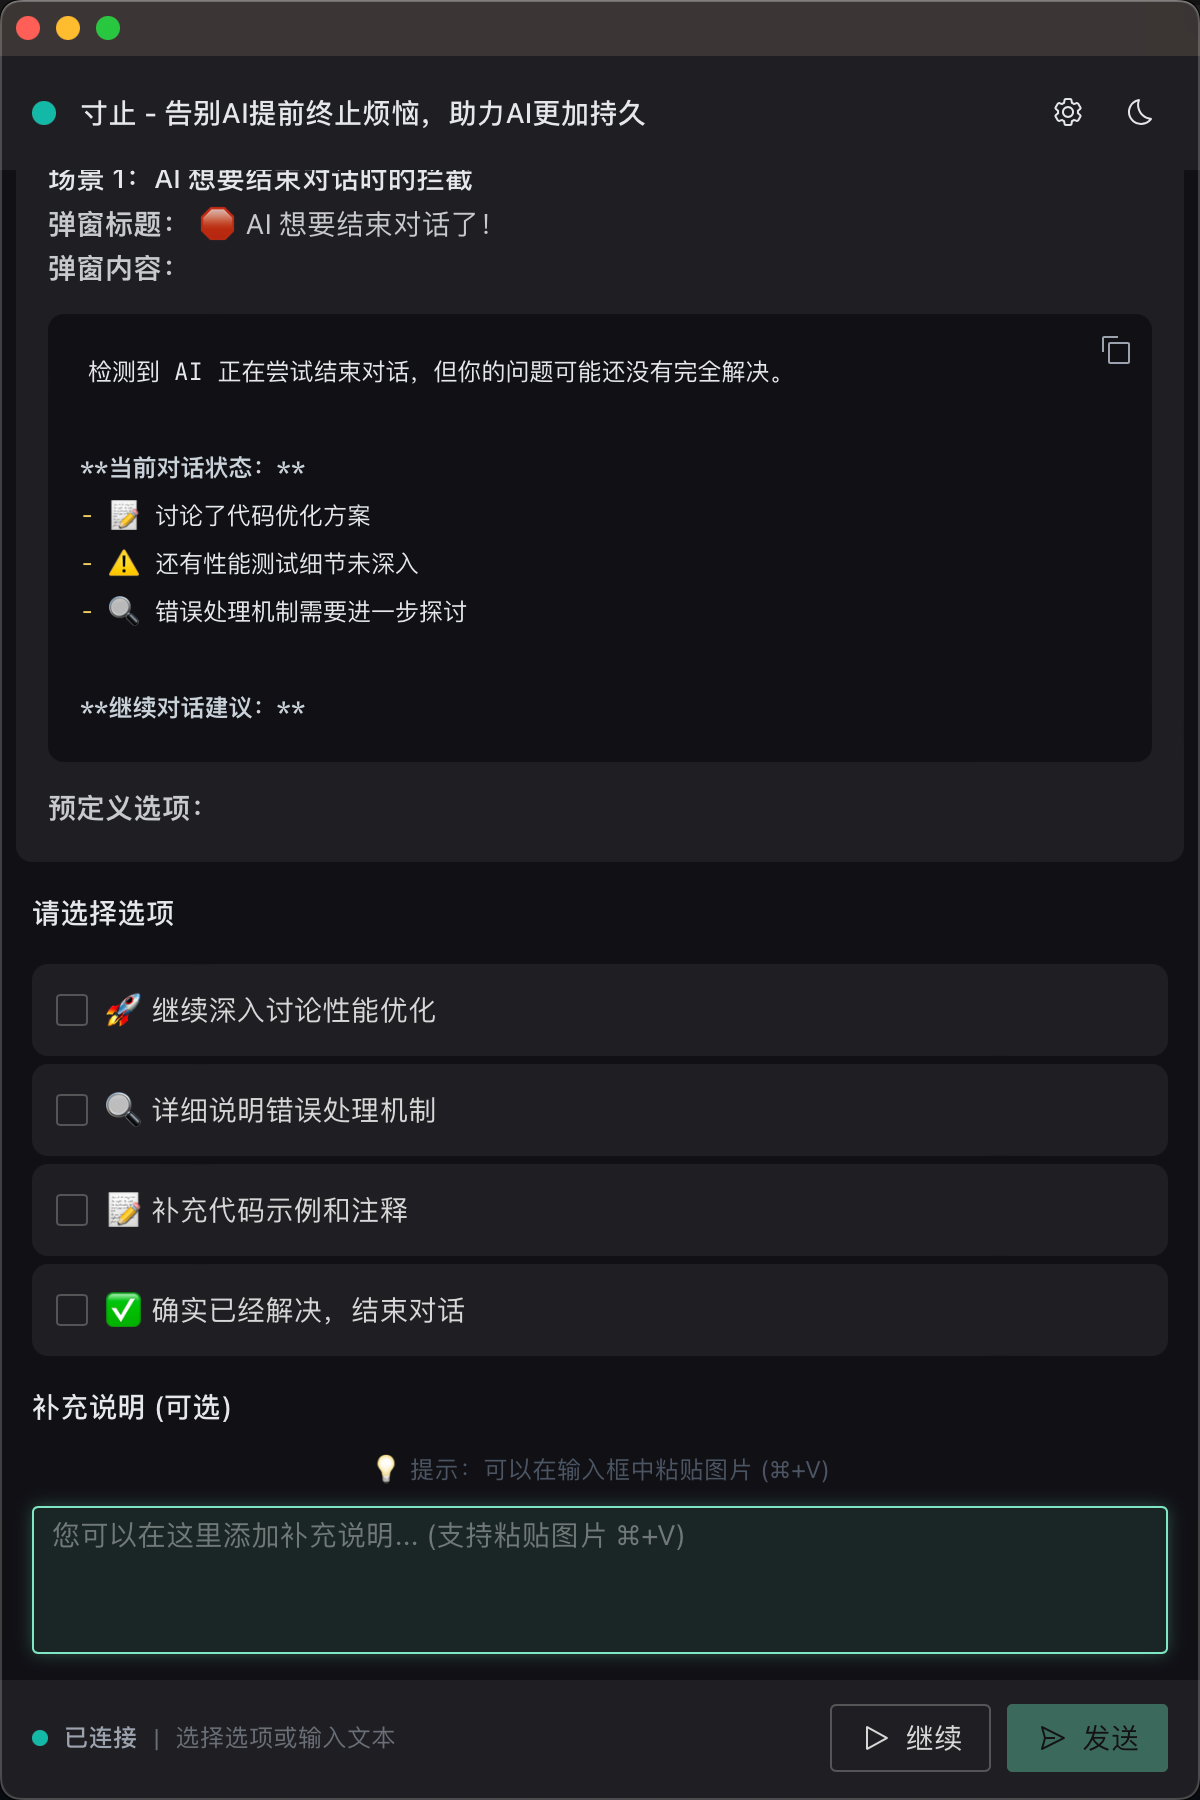 寸止 - 告别AI提前终止烦恼，助力AI更加持久
场景 1：AI 想要结束对话时的拦截
弹窗标题： 🛑 AI 想要结束对话了！
弹窗内容：
检测到 AI 正在尝试结束对话，但你的问题可能还没有完全解决。
**当前对话状态：**
- 📝 讨论了代码优化方案
- ⚠️ 还有性能测试细节未深入
- 🔍 错误处理机制需要进一步探讨
**继续对话建议：**
预定义选项：
请选择选项
🚀 继续深入讨论性能优化
🔍 详细说明错误处理机制
📝 补充代码示例和注释
✅ 确实已经解决，结束对话
补充说明 (可选)
💡 提示：可以在输入框中粘贴图片 (⌘+V)
您可以在这里添加补充说明... (支持粘贴图片 ⌘+V)
已连接 | 选择选项或输入文本
继续
发送